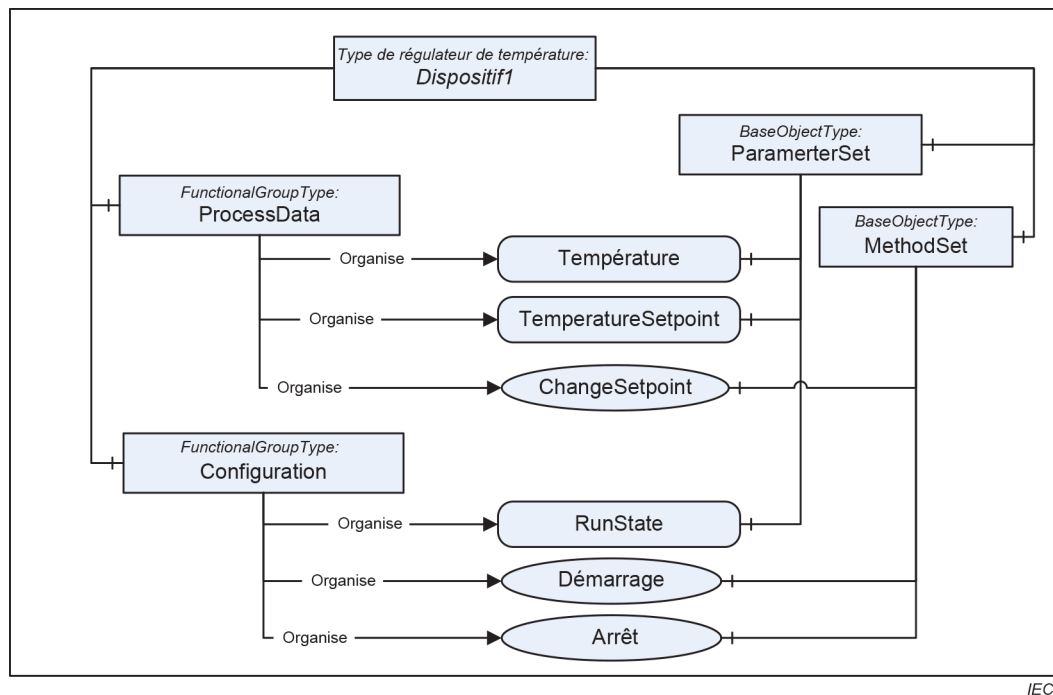 Type de régulateur de température:
Dispositif1
BaseObjectType:
ParamerterSet
FunctionalGroupType:
ProcessData
BaseObjectType:
MethodSet
Organise
Température
Organise
TemperatureSetpoint
Organise
ChangeSetpoint
FunctionalGroupType:
Configuration
Organise
RunState
Organise
Démarrage
Organise
Arrêt
IEC